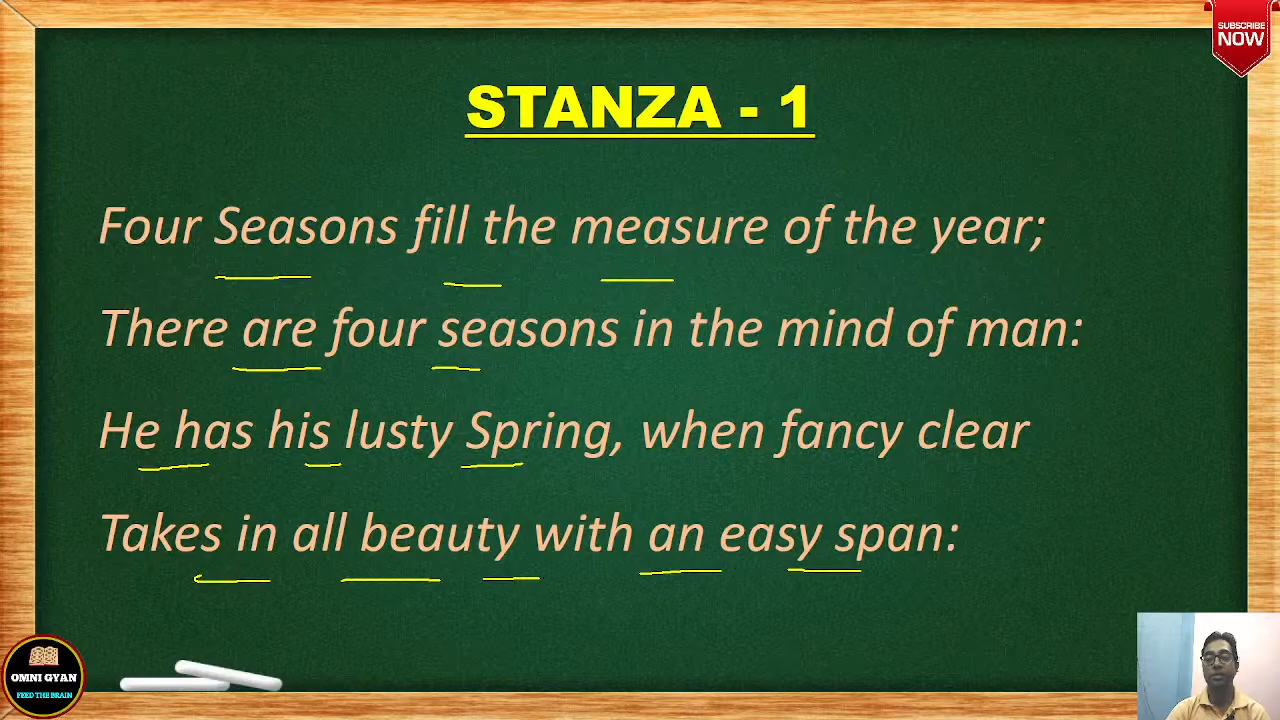 SUBSCRIBE
NOW
STANZA - 1
Four Seasons fill the measure of the year;
There are four seasons in the mind of man:
He has his lusty Spring, when fancy clear
Takes in all beauty with an easy span:
OMNI GYAN
FEED THE BRAIN